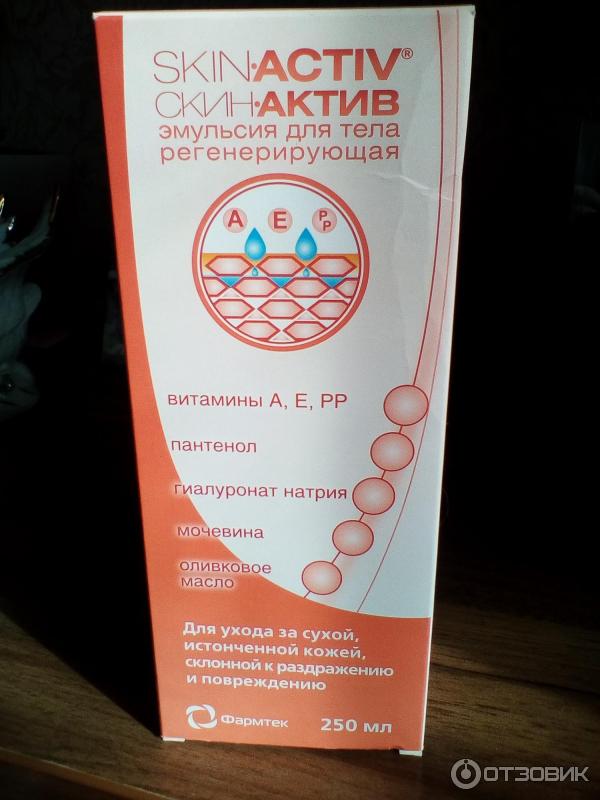 SKIN·ACTIV®
СКИН·АКТИВ
эмульсия для тела
регенерирующая
A E PP
витамины A, E, PP
пантенол
гиалуронат натрия
мочевина
оливковое
масло
Для ухода за сухой,
истонченной кожей,
склонной к раздражению
и повреждению
Фармтек 250 мл
ОТЗОВИК